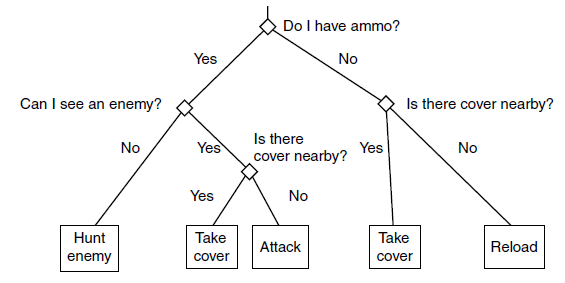 Do I have ammo?
Yes
No
Can I see an enemy?
Is there cover nearby?
No
Yes
Is there
cover nearby?
Yes
No
Yes
No
Hunt
enemy
Take
cover
Attack
Take
cover
Reload